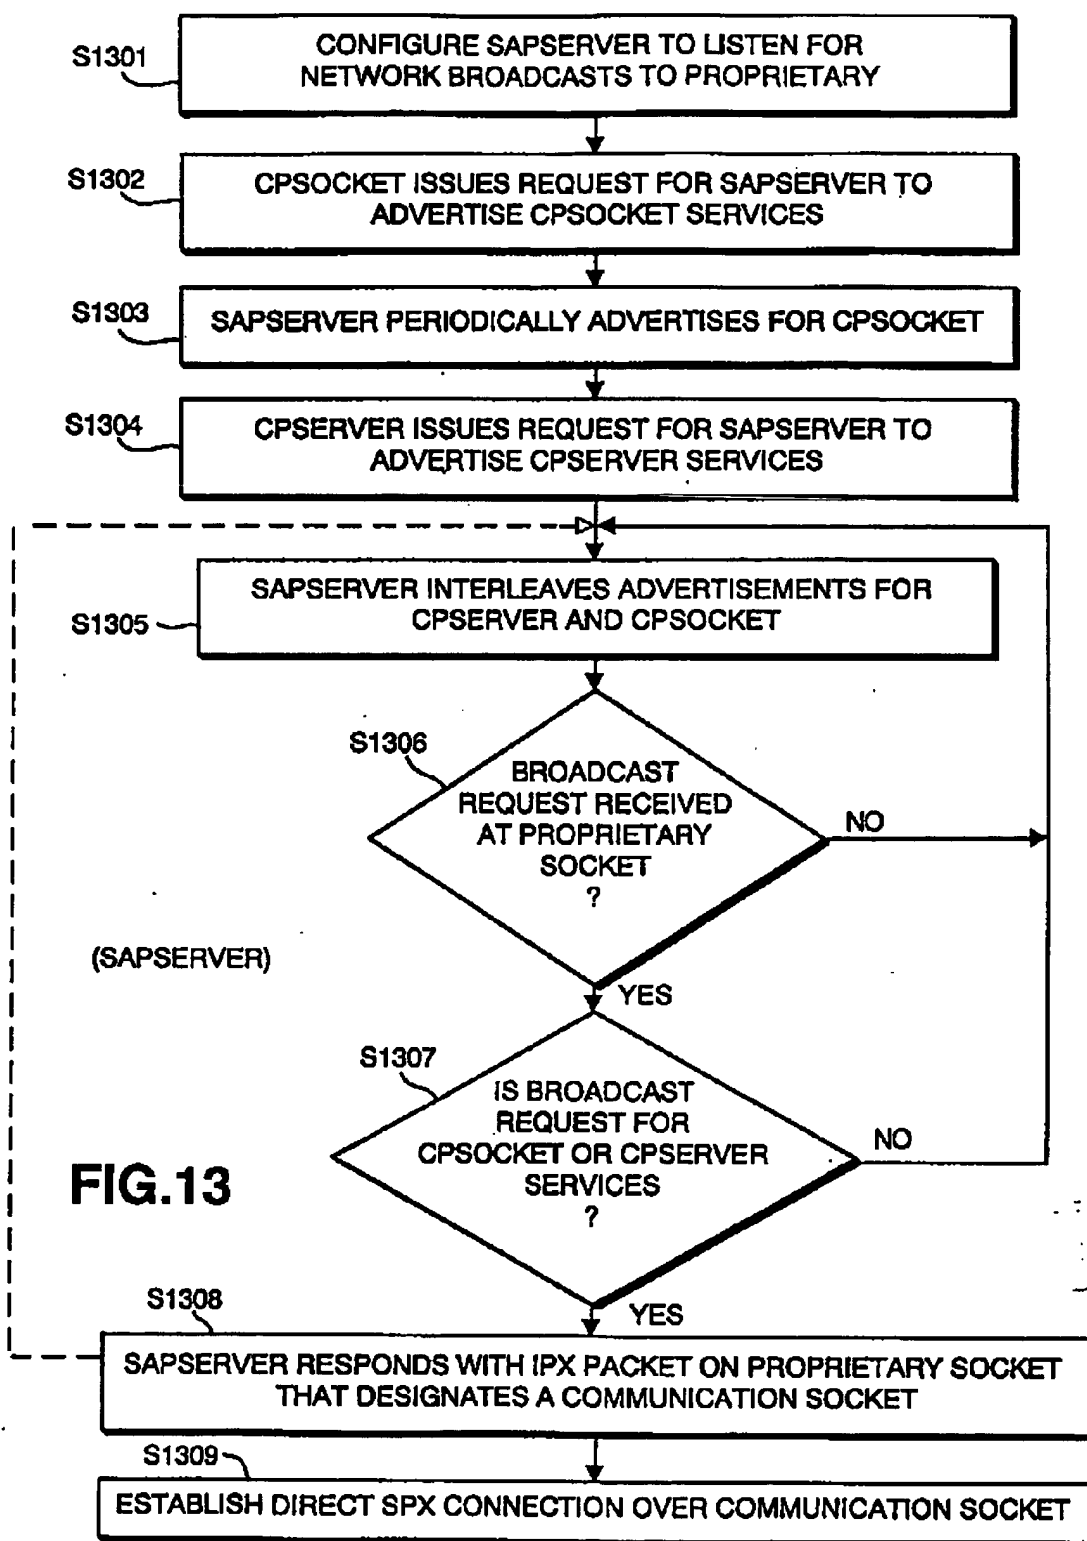 S1301
CONFIGURE SAPSERVER TO LISTEN FOR
NETWORK BROADCASTS TO PROPRIETARY
S1302
CPSOCKET ISSUES REQUEST FOR SAPSERVER TO
ADVERTISE CPSOCKET SERVICES
S1303
SAPSERVER PERIODICALLY ADVERTISES FOR CPSOCKET
S1304
CPSERVER ISSUES REQUEST FOR SAPSERVER TO
ADVERTISE CPSERVER SERVICES
S1305
SAPSERVER INTERLEAVES ADVERTISEMENTS FOR
CPSERVER AND CPSOCKET
S1306
BROADCAST
REQUEST RECEIVED
AT PROPRIETARY
SOCKET
?
NO
(SAPSERVER)
YES
S1307
IS BROADCAST
REQUEST FOR
CPSOCKET OR CPSERVER
SERVICES
?
NO
FIG.13
YES
S1308
SAPSERVER RESPONDS WITH IPX PACKET ON PROPRIETARY SOCKET
THAT DESIGNATES A COMMUNICATION SOCKET
S1309
ESTABLISH DIRECT SPX CONNECTION OVER COMMUNICATION SOCKET